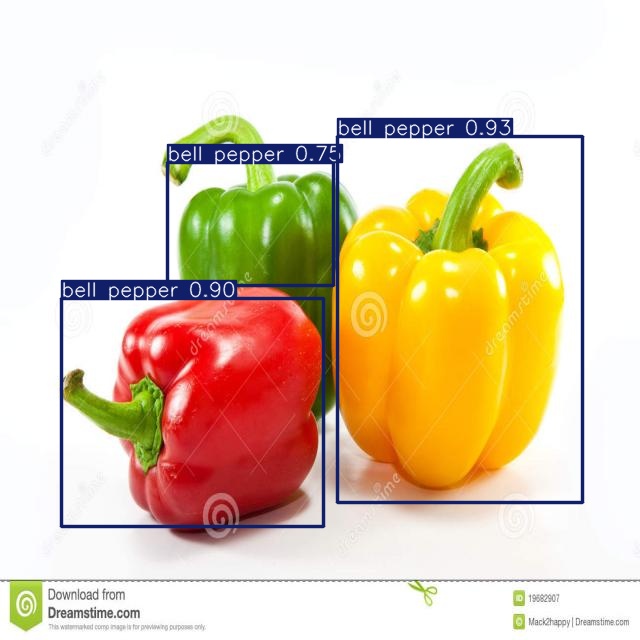 bell pepper 0.93
bell pepper 0.75
bell pepper 0.90
dreamstime
Download from
Dreamstime.com
This watermarked comp image is for previewing purposes only.
19682907
Mack2happy | Dreamstime.com